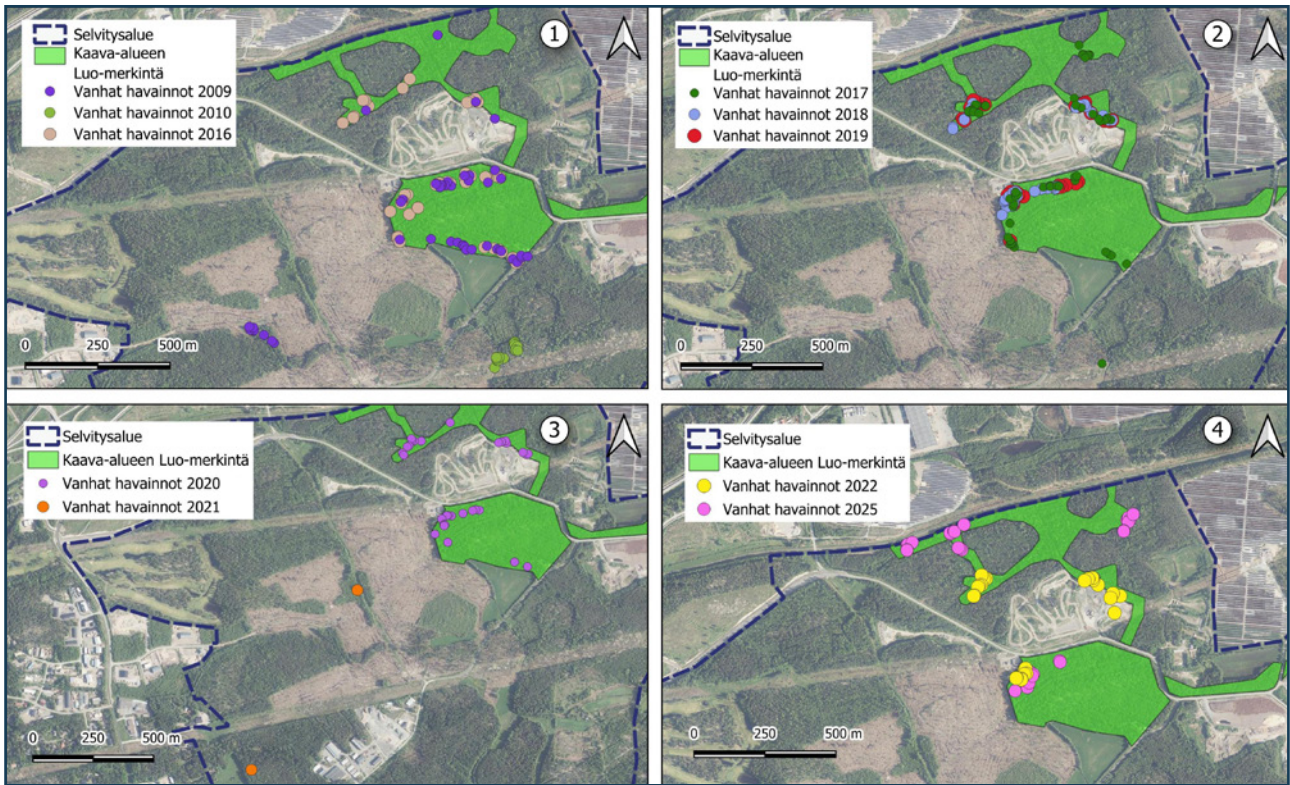 Selvitysalue
Kaava-alueen
Luo-merkintä
Vanhat havainnot 2009
Vanhat havainnot 2010
Vanhat havainnot 2016
1
0 250 500 m
Selvitysalue
Kaava-alueen
Luo-merkintä
Vanhat havainnot 2017
Vanhat havainnot 2018
Vanhat havainnot 2019
2
0 250 500 m
Selvitysalue
Kaava-alueen Luo-merkintä
Vanhat havainnot 2020
Vanhat havainnot 2021
3
0 250 500 m
Selvitysalue
Kaava-alueen Luo-merkintä
Vanhat havainnot 2022
Vanhat havainnot 2025
4
0 250 500 m